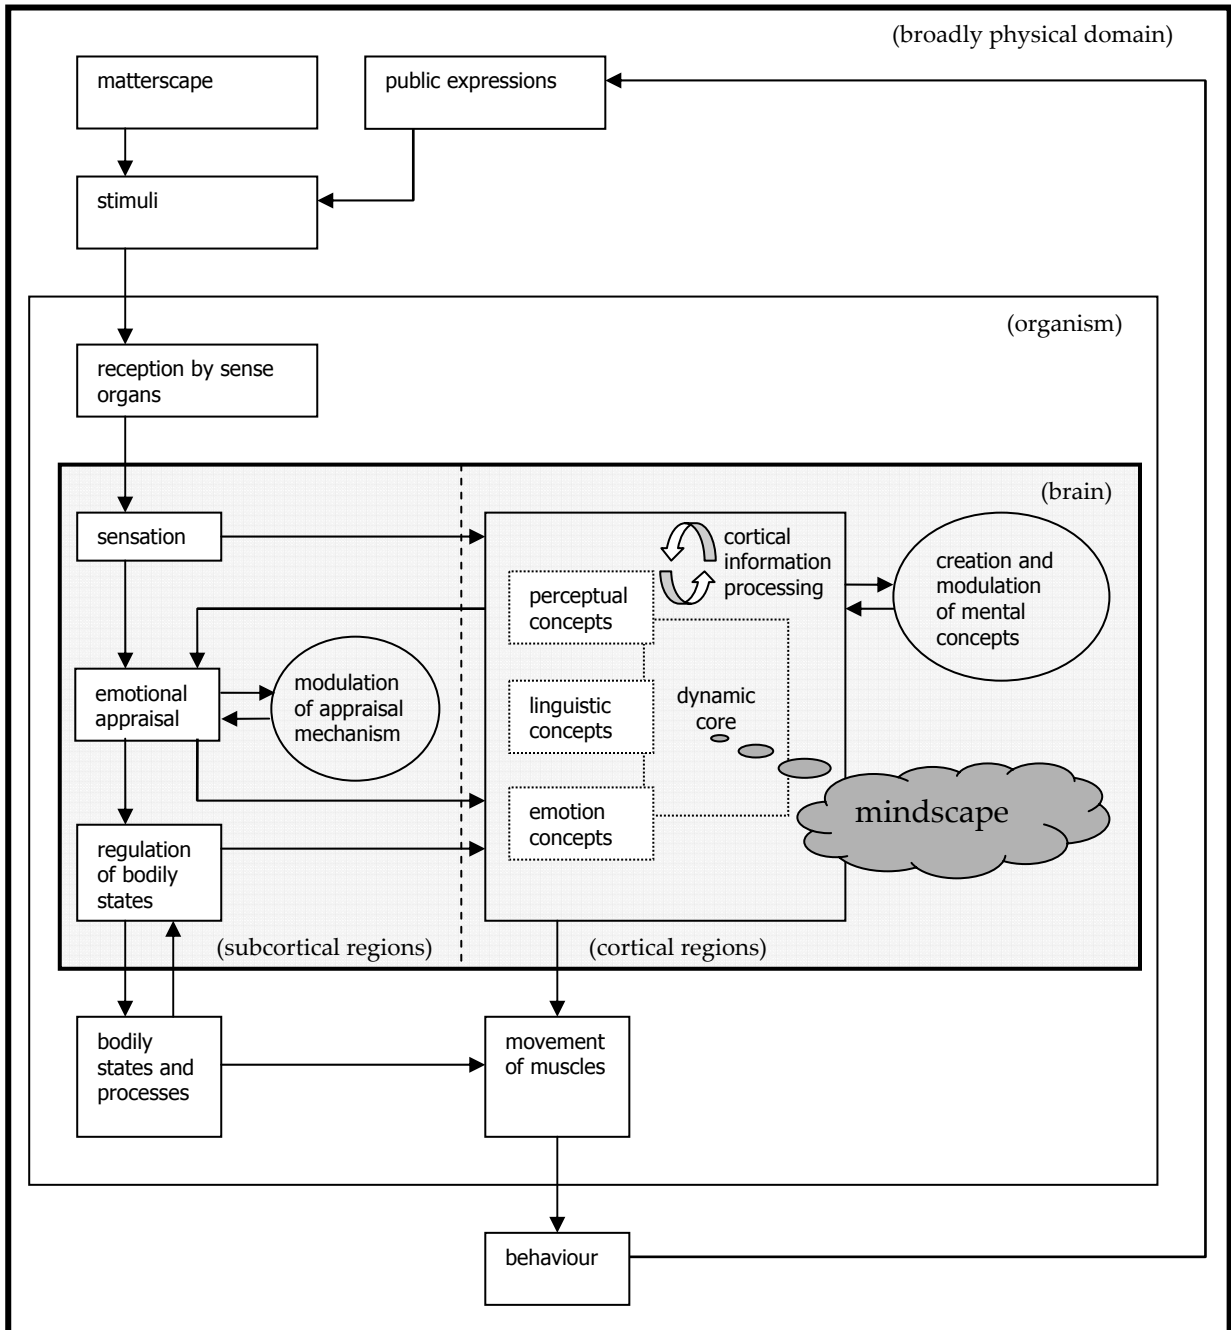 (broadly physical domain)
matterscape
public expressions
stimuli
(organism)
reception by sense
organs
(brain)
sensation
cortical
information
processing
creation and
modulation
of mental
concepts
perceptual
concepts
emotional
appraisal
modulation
of appraisal
mechanism
linguistic
concepts
dynamic
core
emotion
concepts
mindscape
regulation
of bodily
states
(subcortical regions)
(cortical regions)
bodily
states and
processes
movement
of muscles
behaviour